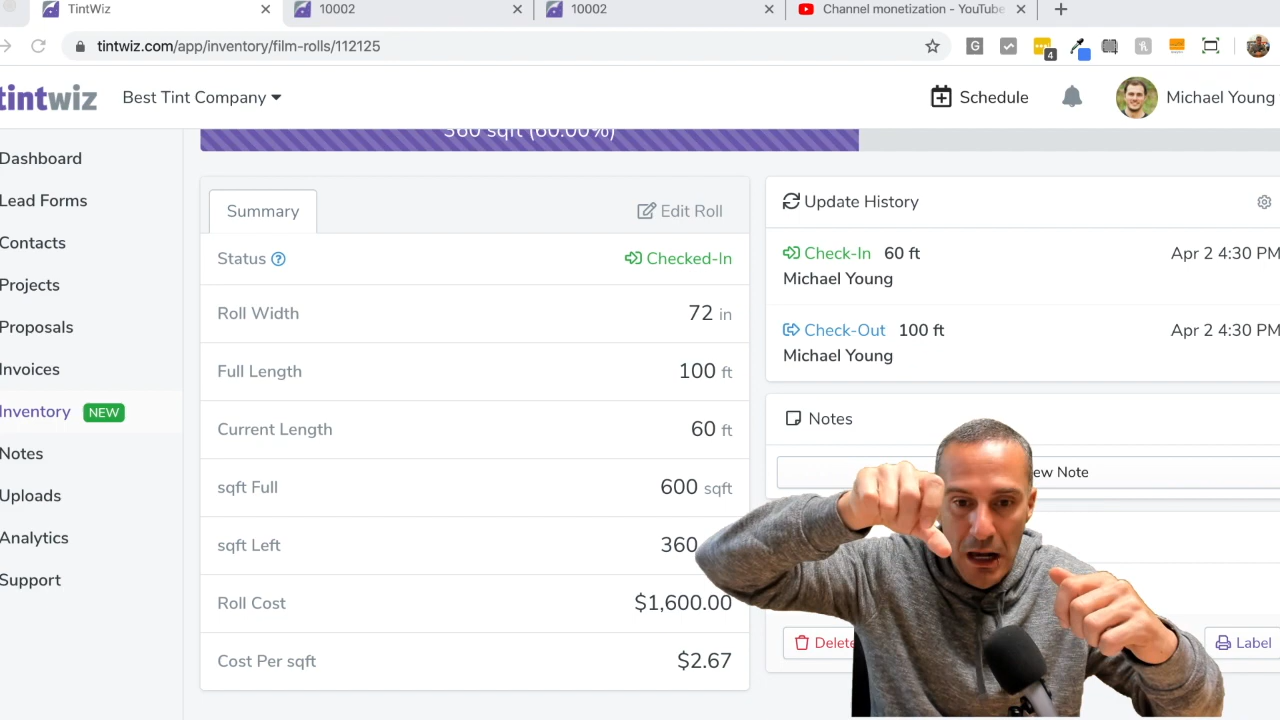 TintWiz
10002
10002
Channel monetization - YouTube
tintwiz.com/app/inventory/film-rolls/112125
G
4
tintwiz
Best Tint Company
Schedule
Michael Young
360 sqft (60.00%)
Dashboard
Lead Forms
Contacts
Projects
Proposals
Invoices
Inventory NEW
Notes
Uploads
Analytics
Support
Summary
Edit Roll
Status ?
Checked-In
Roll Width
72 in
Full Length
100 ft
Current Length
60 ft
sqft Full
600 sqft
sqft Left
360
Roll Cost
$1,600.00
Cost Per sqft
$2.67
Update History
Check-In 60 ft
Apr 2 4:30 PM
Michael Young
Check-Out 100 ft
Apr 2 4:30 PM
Michael Young
Notes
ew Note
Delete
Label